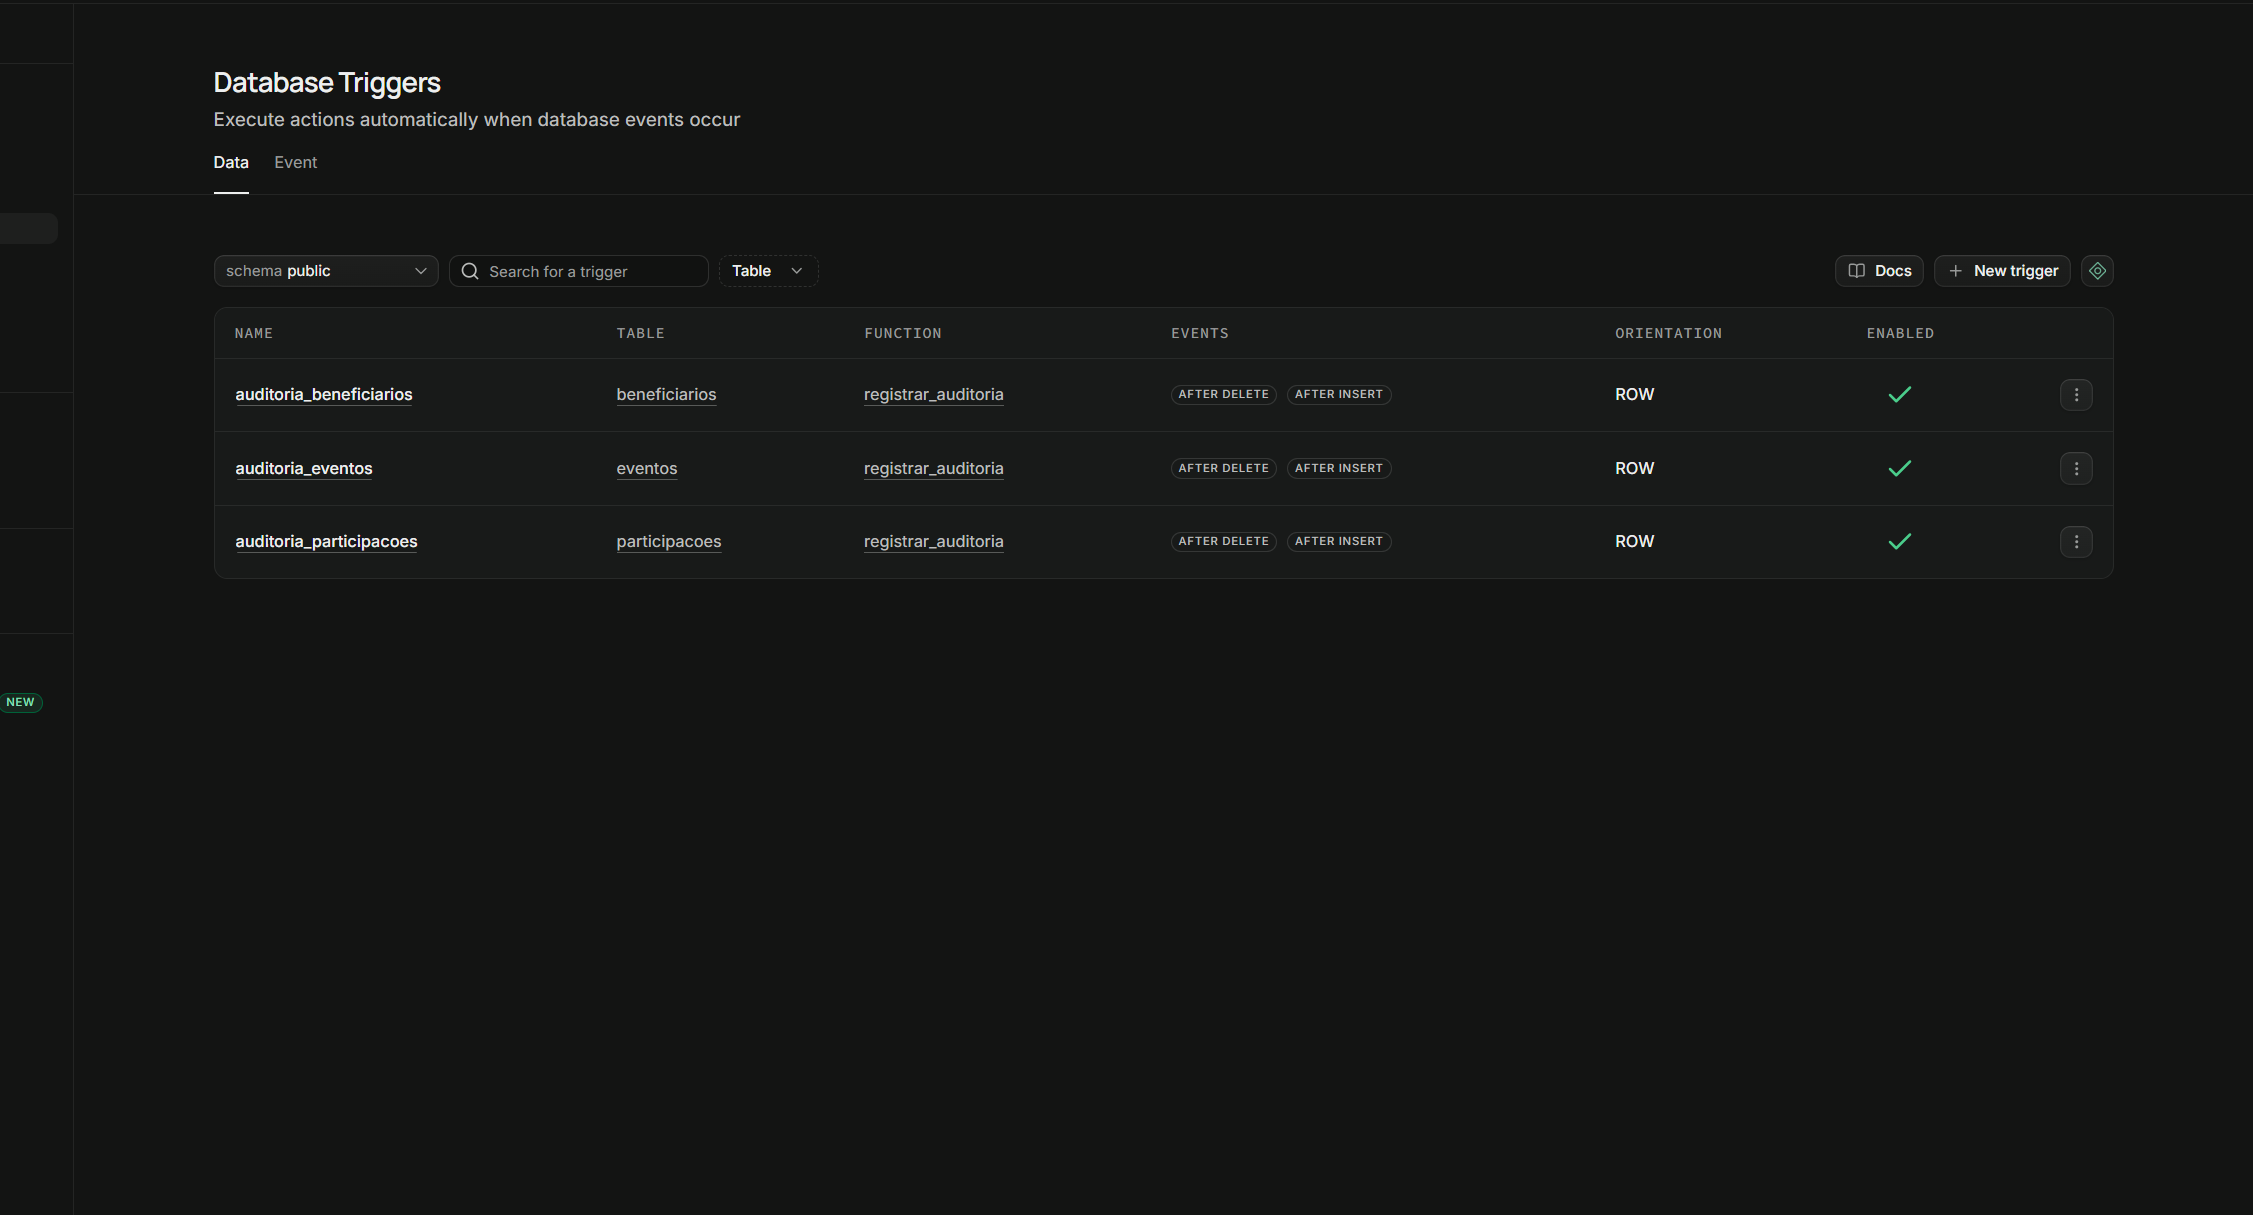 Database Triggers
Execute actions automatically when database events occur
Data Event
schema public Search for a trigger Table Docs New trigger
NAME TABLE FUNCTION EVENTS ORIENTATION ENABLED
auditoria_beneficiarios beneficiarios registrar_auditoria AFTER DELETE AFTER INSERT ROW
auditoria_eventos eventos registrar_auditoria AFTER DELETE AFTER INSERT ROW
auditoria_participacoes participacoes registrar_auditoria AFTER DELETE AFTER INSERT ROW
NEW